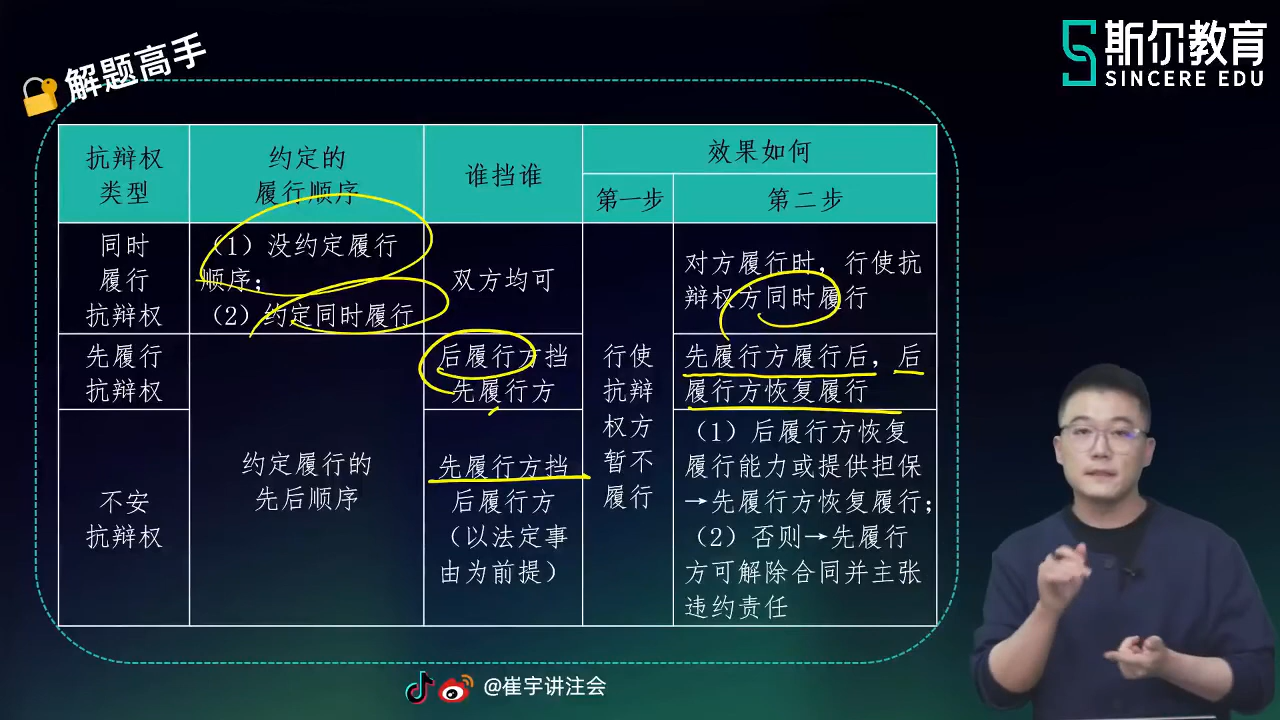 解题高手
斯尔教育
SINCERE EDU
抗辩权
类型
约定的
履行顺序
谁挡谁
效果如何
第一步
第二步
同时
履行
抗辩权
（1）没约定履行
顺序；
（2）约定同时履行
双方均可
行使
抗辩
权方
暂不
履行
对方履行时，行使抗
辩权方同时履行
先履行
抗辩权
约定履行的
先后顺序
后履行方挡
先履行方
先履行方履行后，后
履行方恢复履行
不安
抗辩权
先履行方挡
后履行方
（以法定事
由为前提）
（1）后履行方恢复
履行能力或提供担保
→先履行方恢复履行；
（2）否则→先履行
方可解除合同并主张
违约责任
@崔宇讲注会